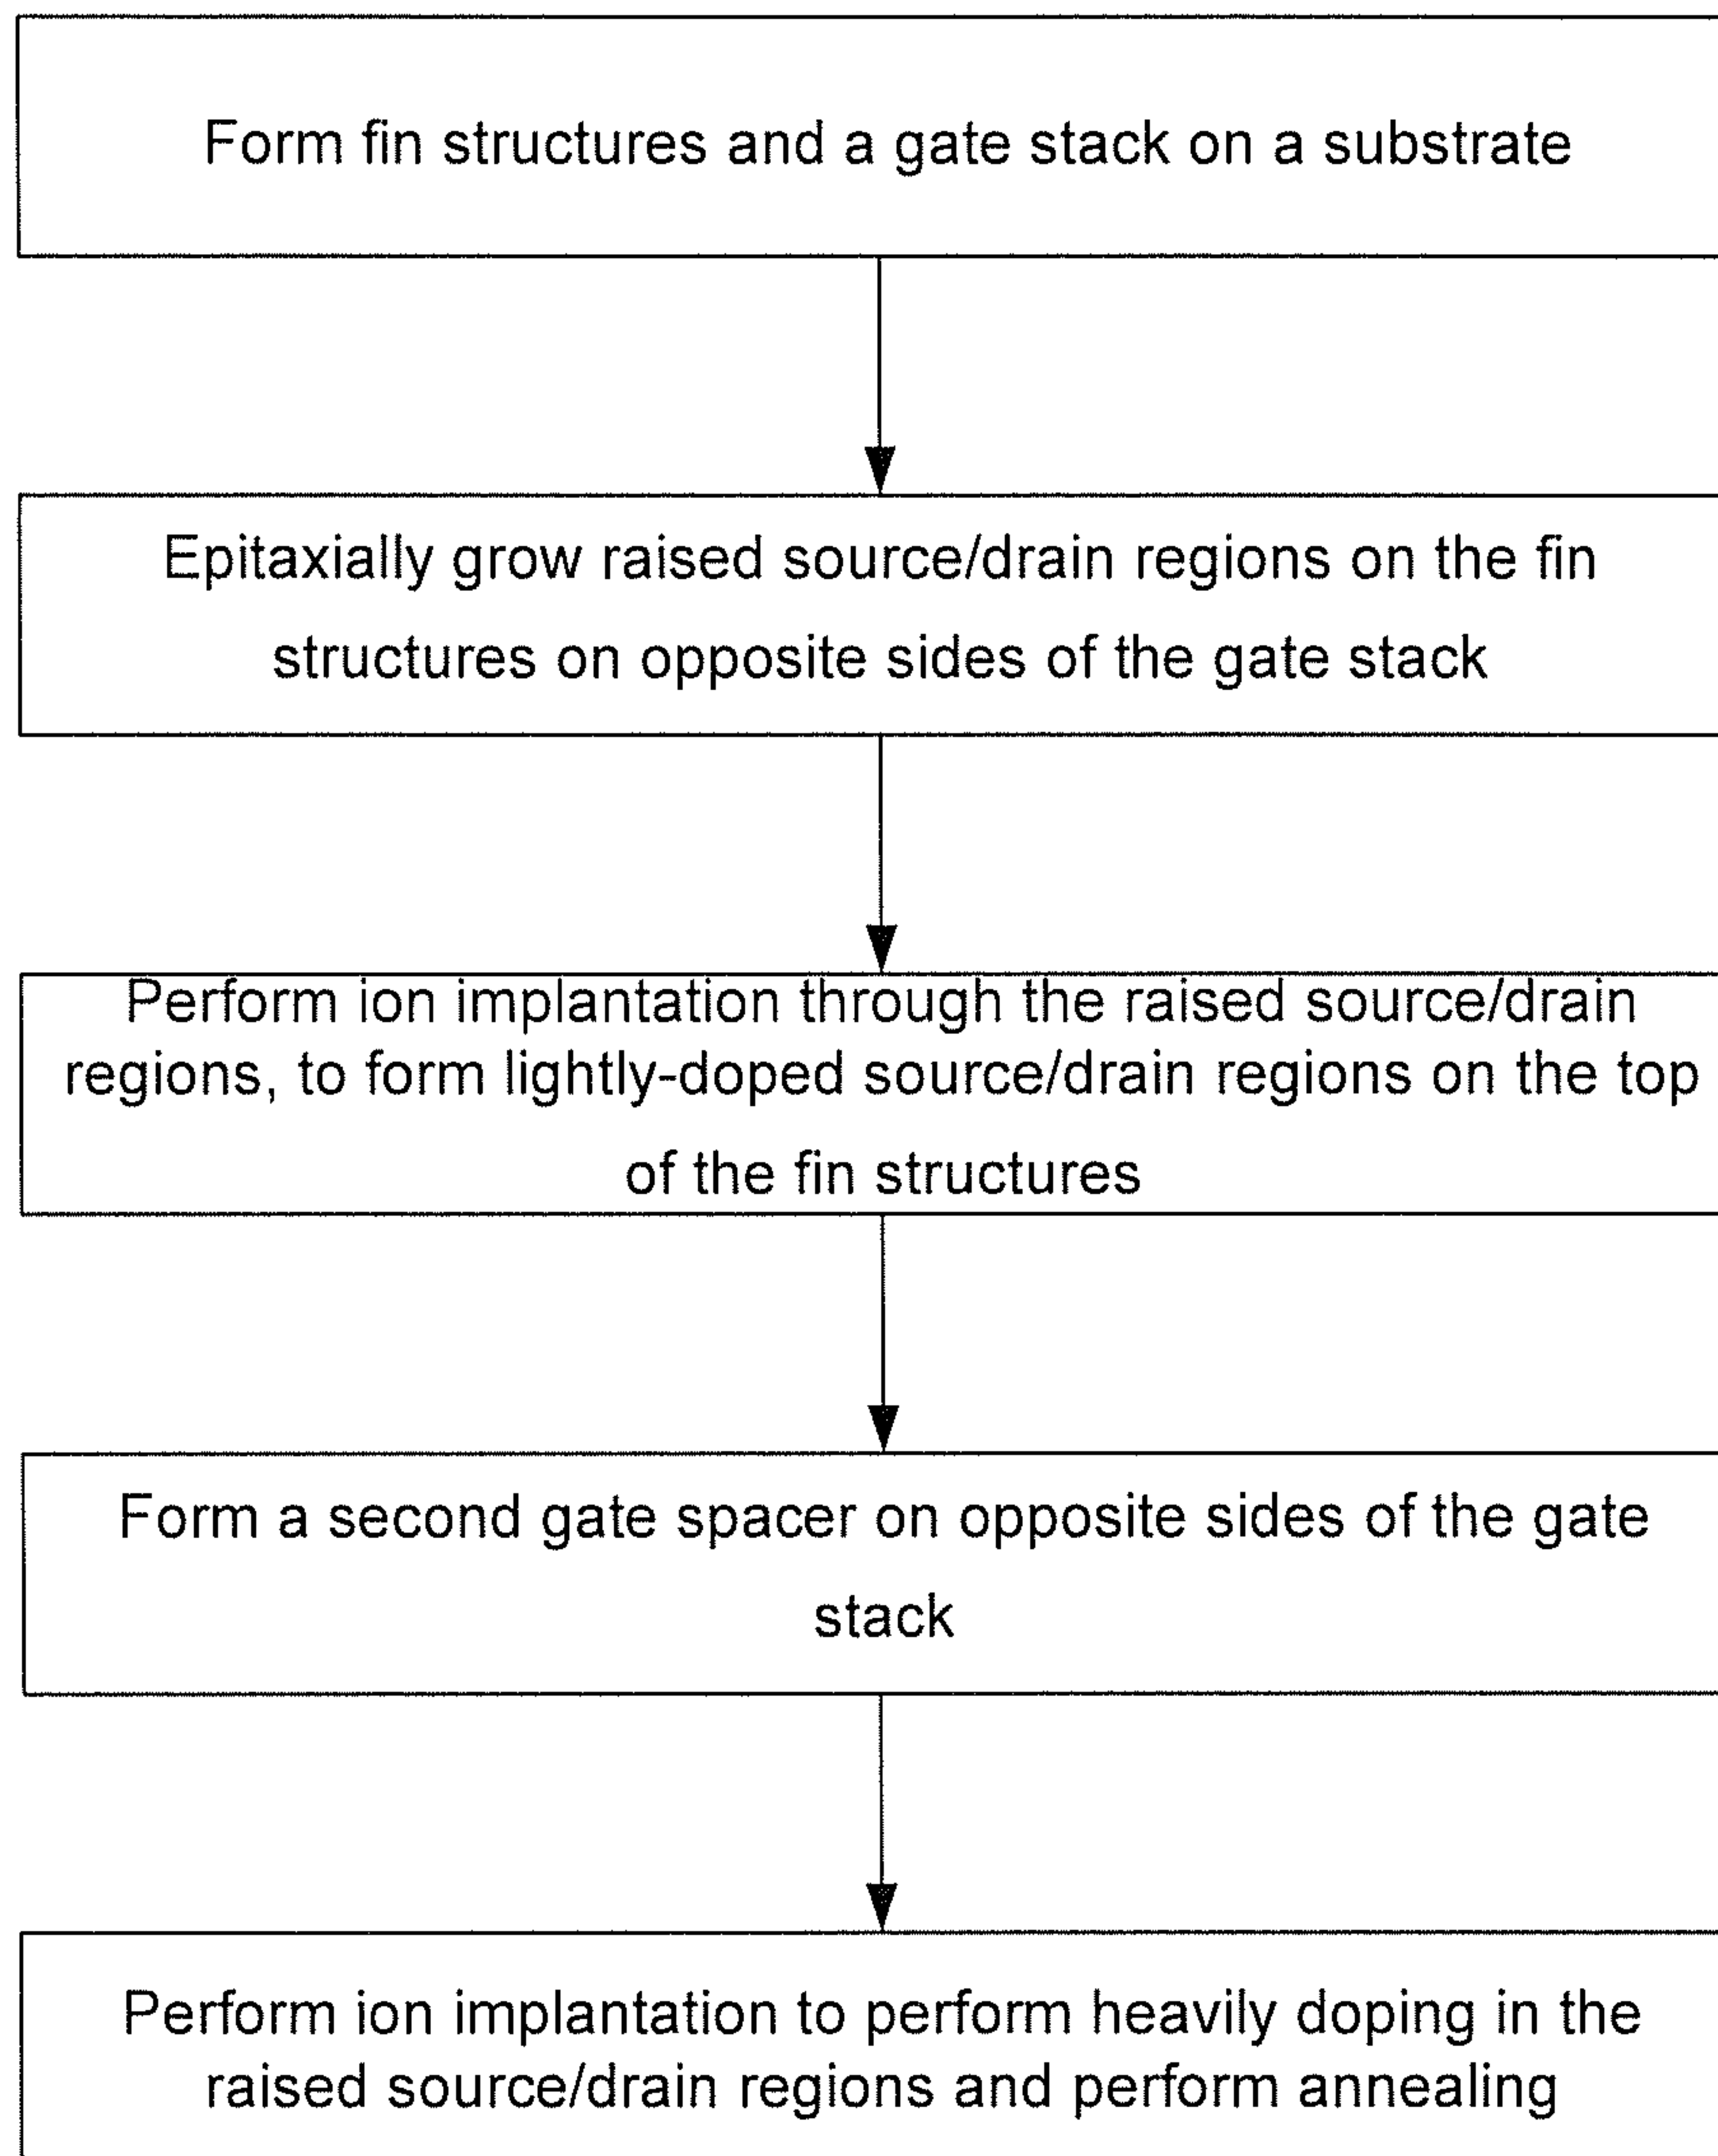 Form fin structures and a gate stack on a substrate
Epitaxially grow raised source/drain regions on the fin
structures on opposite sides of the gate stack
Perform ion implantation through the raised source/drain
regions, to form lightly-doped source/drain regions on the top
of the fin structures
Form a second gate spacer on opposite sides of the gate
stack
Perform ion implantation to perform heavily doping in the
raised source/drain regions and perform annealing